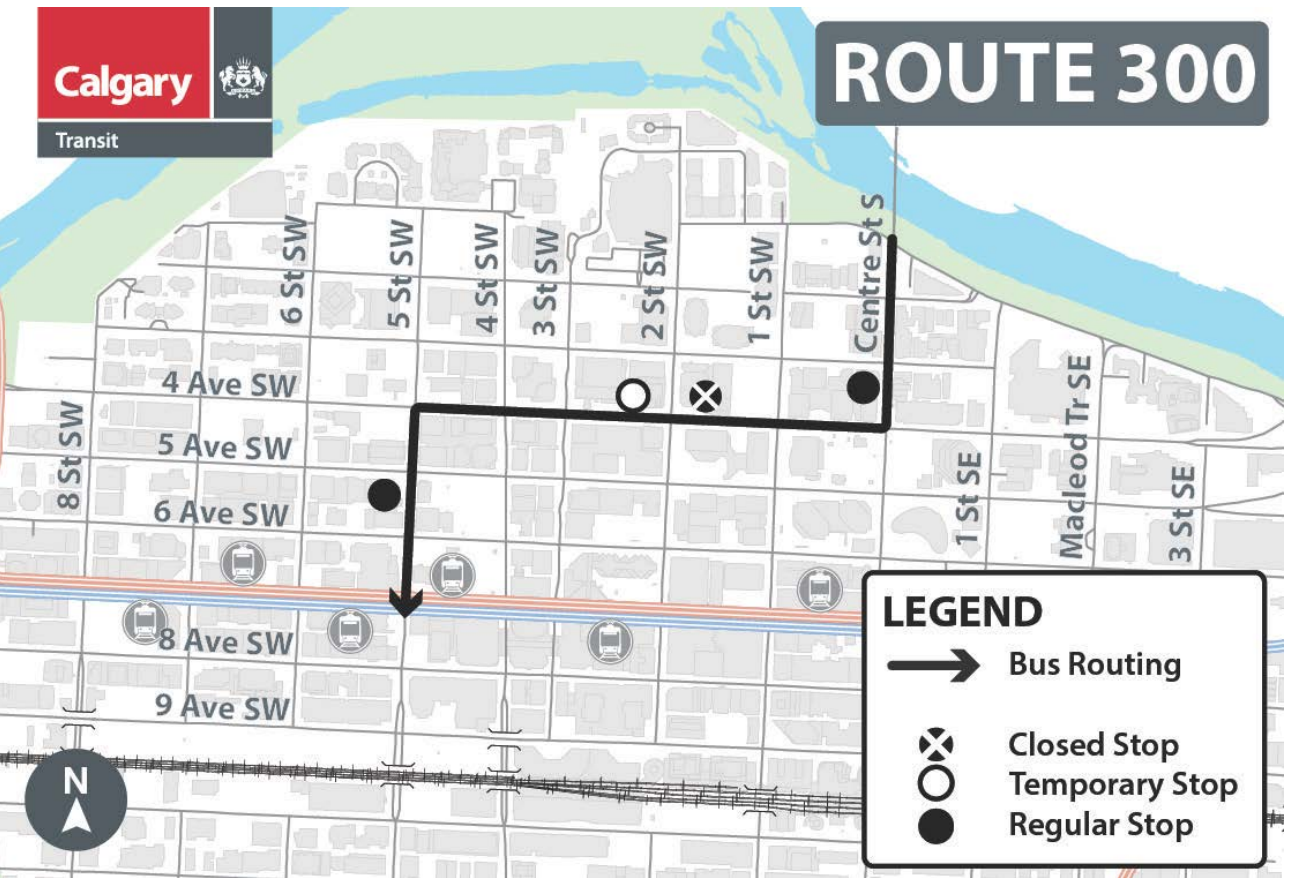 Calgary
Transit
ROUTE 300
6 St SW
5 St SW
4 St SW
3 St SW
2 St SW
1 St SW
Centre St S
4 Ave SW
5 Ave SW
6 Ave SW
8 St SW
1 St SE
Macleod Tr SE
3 St SE
8 Ave SW
9 Ave SW
LEGEND
Bus Routing
Closed Stop
Temporary Stop
Regular Stop
N